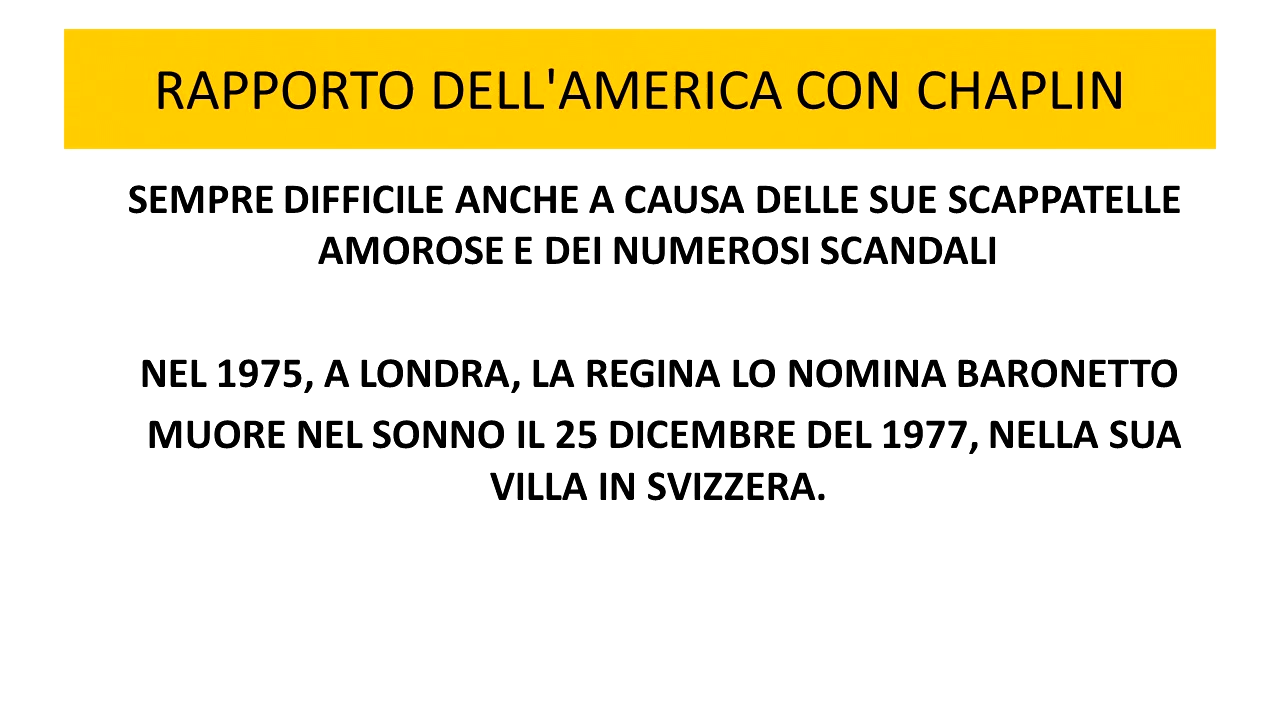 RAPPORTO DELL'AMERICA CON CHAPLIN
SEMPRE DIFFICILE ANCHE A CAUSA DELLE SUE SCAPPATELLE
AMOROSE E DEI NUMEROSI SCANDALI
NEL 1975, A LONDRA, LA REGINA LO NOMINA BARONETTO
MUORE NEL SONNO IL 25 DICEMBRE DEL 1977, NELLA SUA
VILLA IN SVIZZERA.